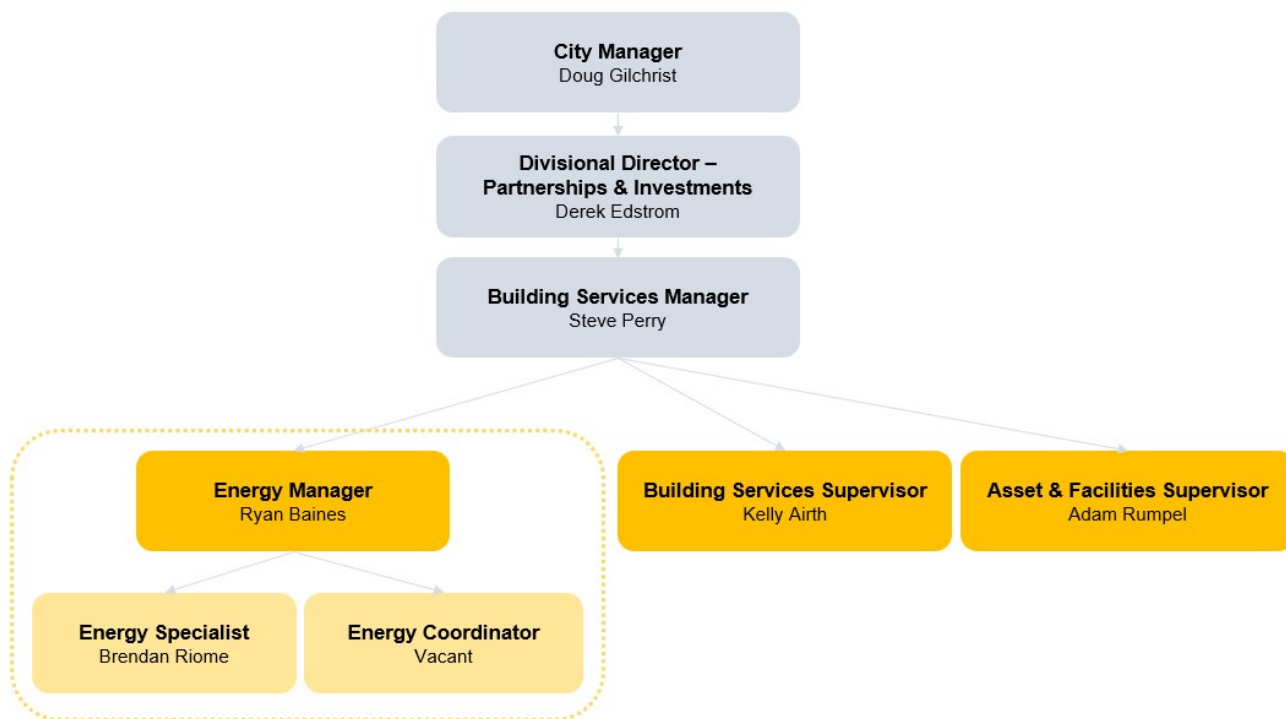 City Manager
Doug Gilchrist
Divisional Director –
Partnerships & Investments
Derek Edstrom
Building Services Manager
Steve Perry
Energy Manager
Ryan Baines
Building Services Supervisor
Kelly Airth
Asset & Facilities Supervisor
Adam Rumpel
Energy Specialist
Brendan Riome
Energy Coordinator
Vacant